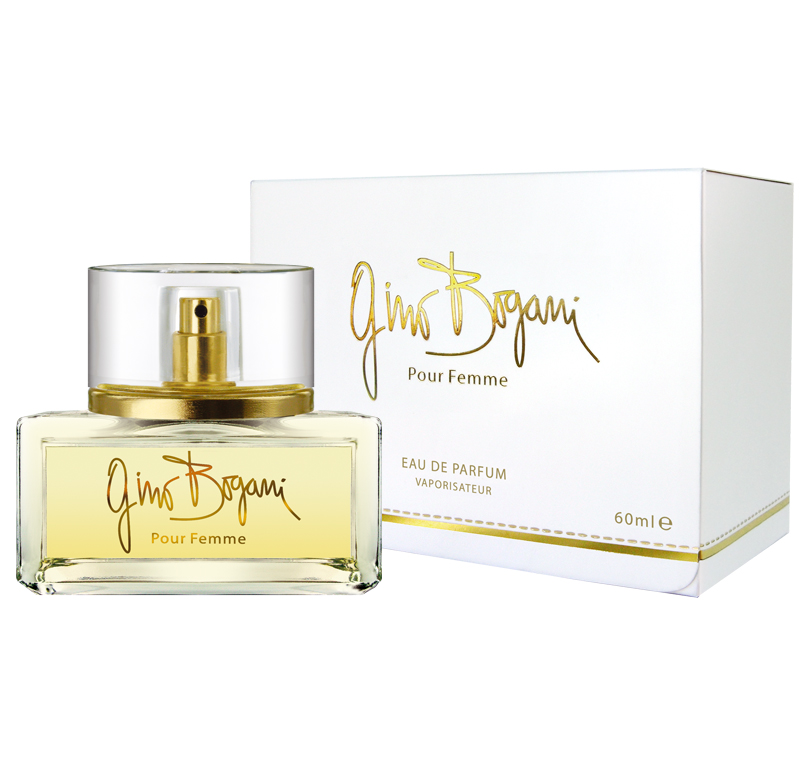 Gino Bogani
Pour Femme
EAU DE PARFUM
VAPORISATEUR
60ml ℮
Gino Bogani
Pour Femme